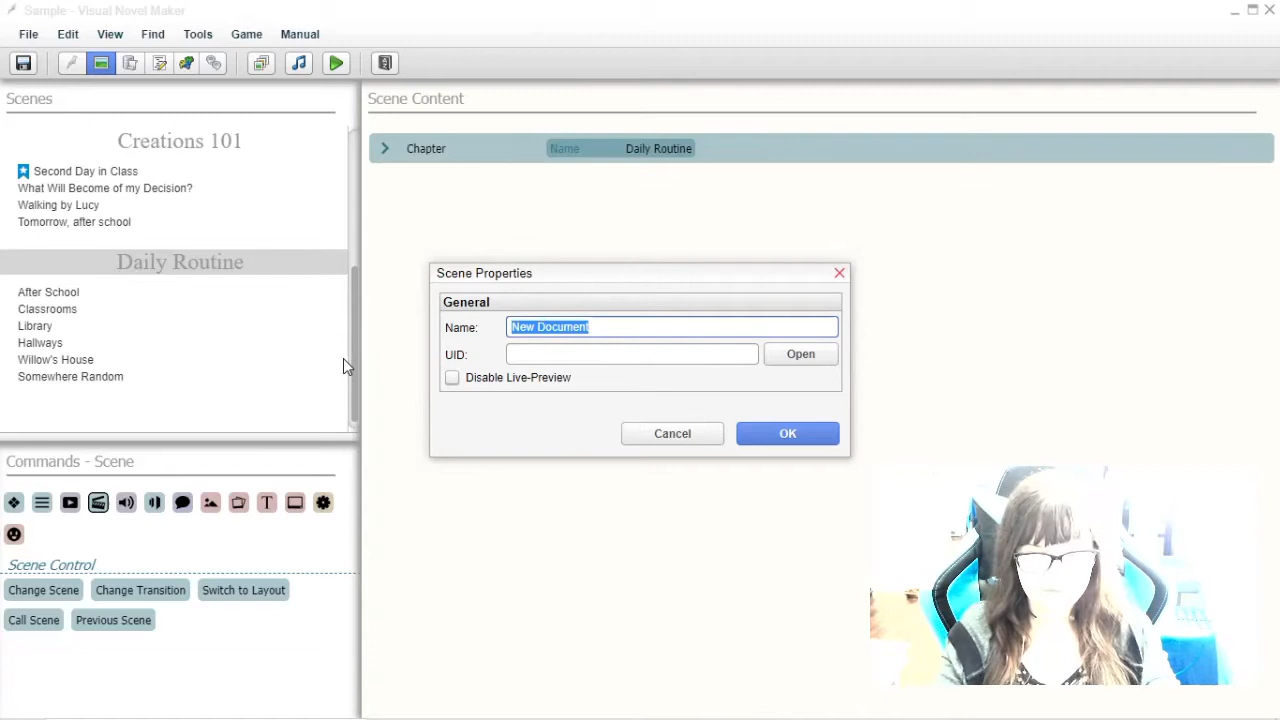 Sample - Visual Novel Maker
File Edit View Find Tools Game Manual
Scenes
Creations 101
Second Day in Class
What Will Become of my Decision?
Walking by Lucy
Tomorrow, after school
Daily Routine
After School
Classrooms
Library
Hallways
Willow's House
Somewhere Random
Commands - Scene
T
Scene Control
Change Scene Change Transition Switch to Layout
Call Scene Previous Scene
Scene Content
Chapter Name Daily Routine
Scene Properties
General
Name: New Document
UID: Open
Disable Live-Preview
Cancel OK